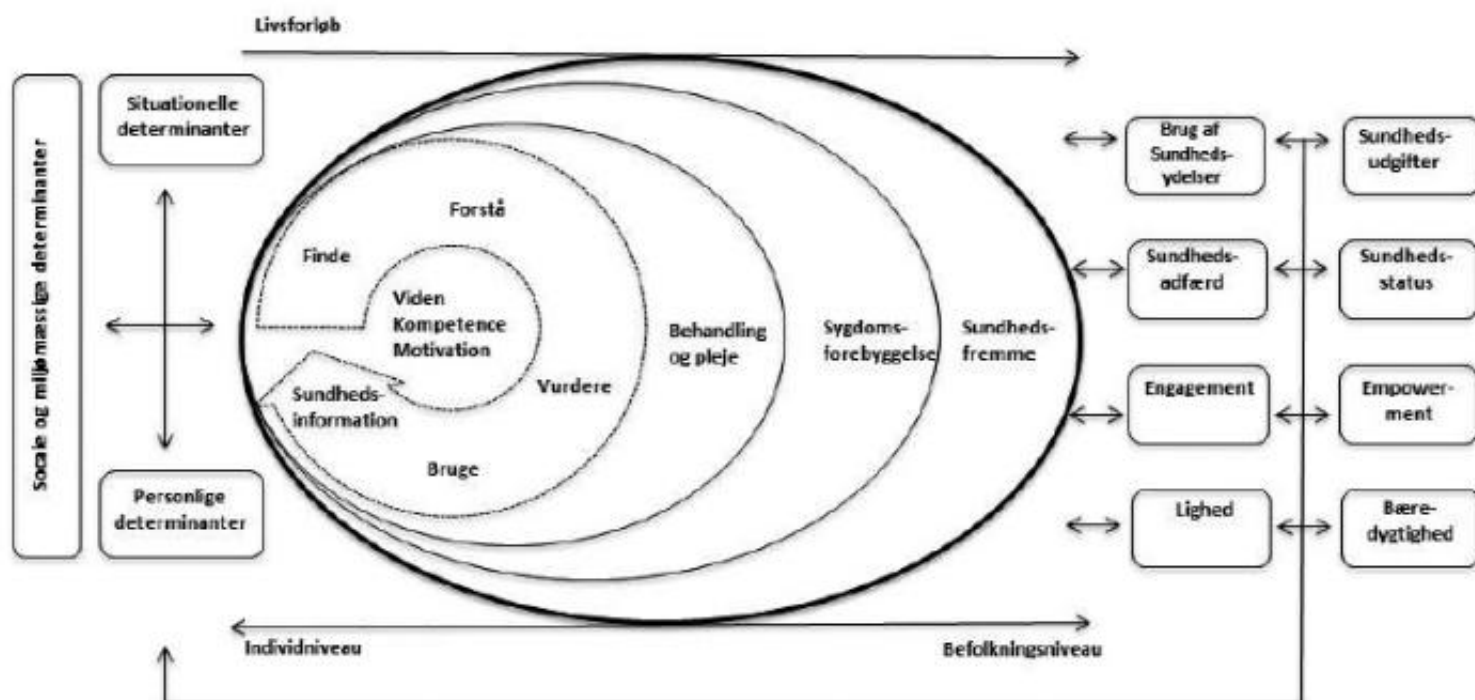 Livsforløb
Sociale og miljømæssige determinanter
Situationelle
determinanter
Personlige
determinanter
Finde
Forstå
Viden
Kompetence
Motivation
Sundheds-
information
Vurdere
Bruge
Behandling
og pleje
Sygdoms-
forebyggelse
Sundheds-
fremme
Brug af
Sundheds-
ydelser
Sundheds-
udgifter
Sundheds-
adfærd
Sundheds-
status
Engagement
Empower-
ment
Lighed
Bære-
dygtighed
Individniveau
Befolkningsniveau